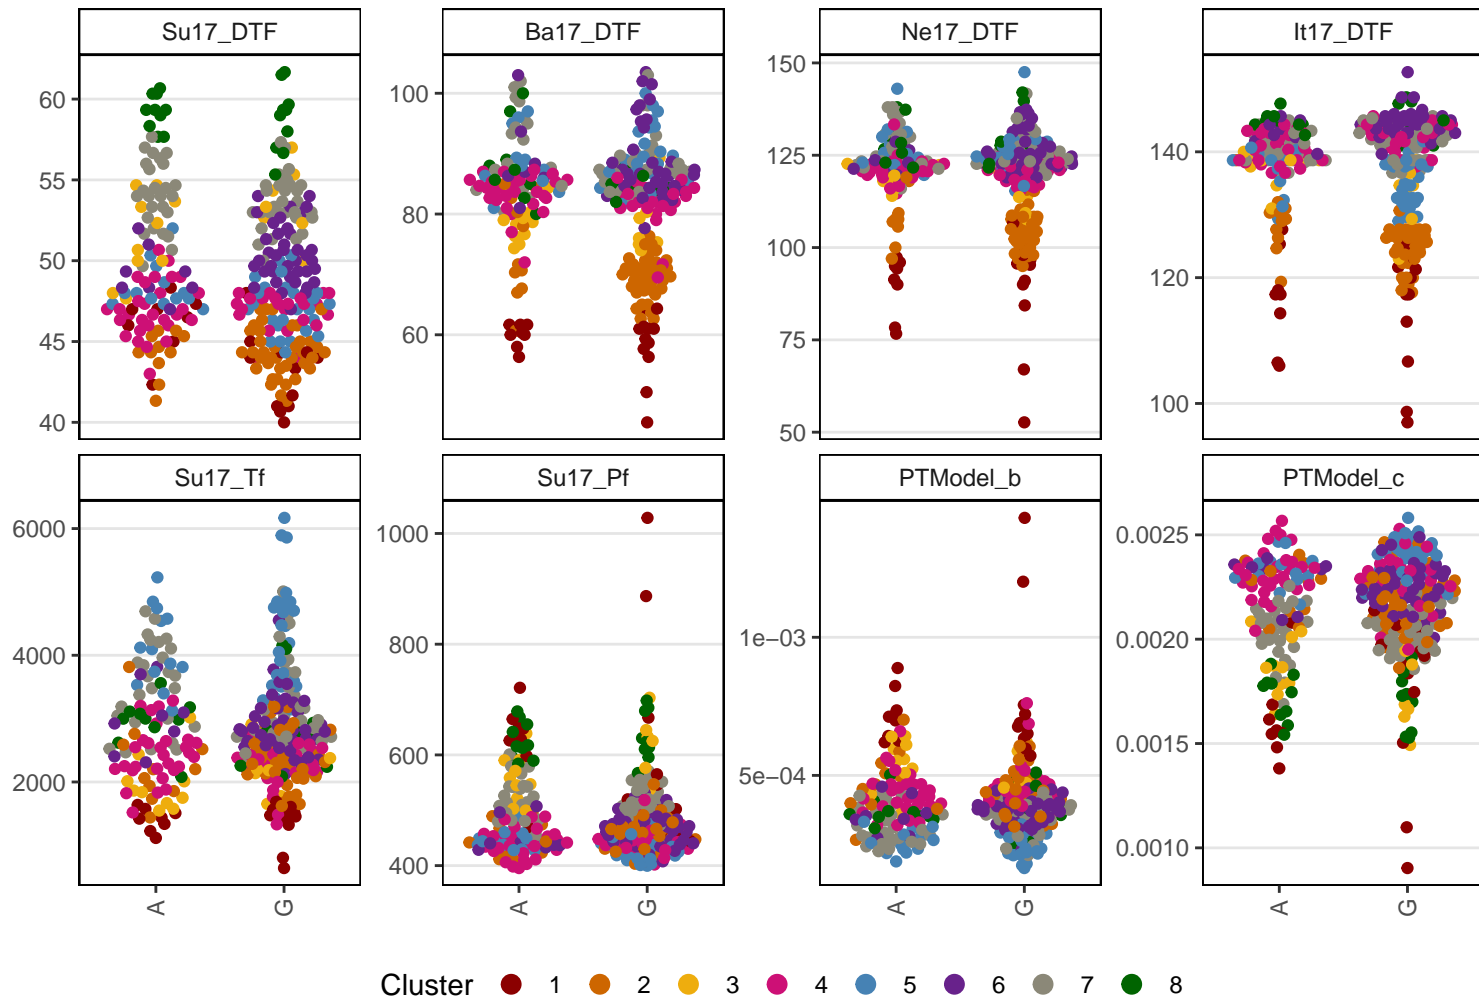 Su17_DTF Ba17_DTF Ne17_DTF It17_DTF
60 55 50 45 40
100 80 60
150 125 100 75 50
140 120 100
Su17_Tf Su17_Pf PTModel_b PTModel_c
6000 4000 2000
1000 800 600 400
1e−03 5e−04
0.0025 0.0020 0.0015 0.0010
A G A G A G A G
Cluster 1 2 3 4 5 6 7 8